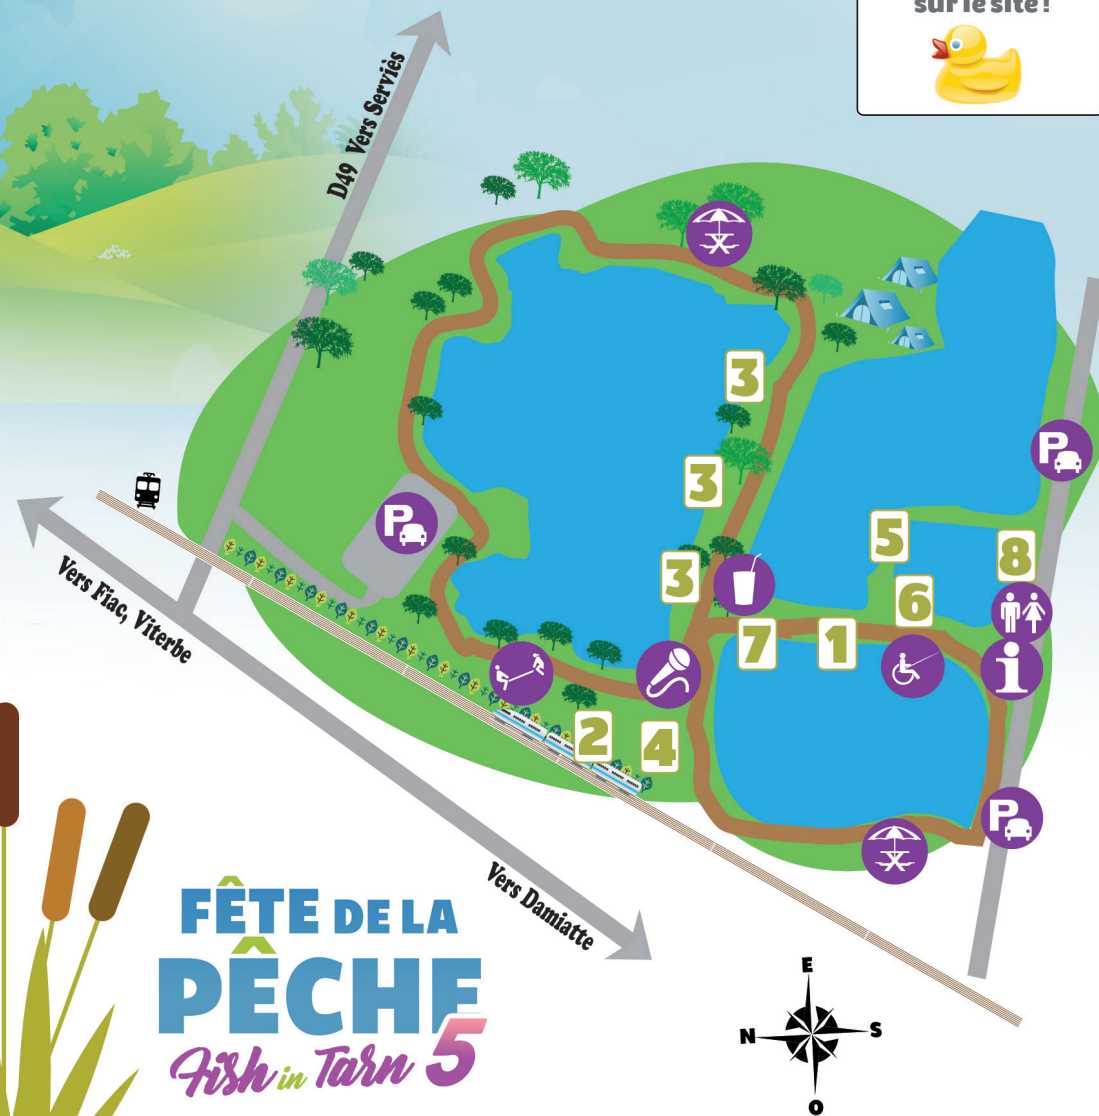 sur le site !
D49 Vers Serviès
3
P
3
P
5
8
3
6
7
1
i
2
4
P
Vers Fiac, Viterbe
Vers Damiatte
FÊTE DE LA
PÊCHE
Fish in Tarn 5
E
N
S
O